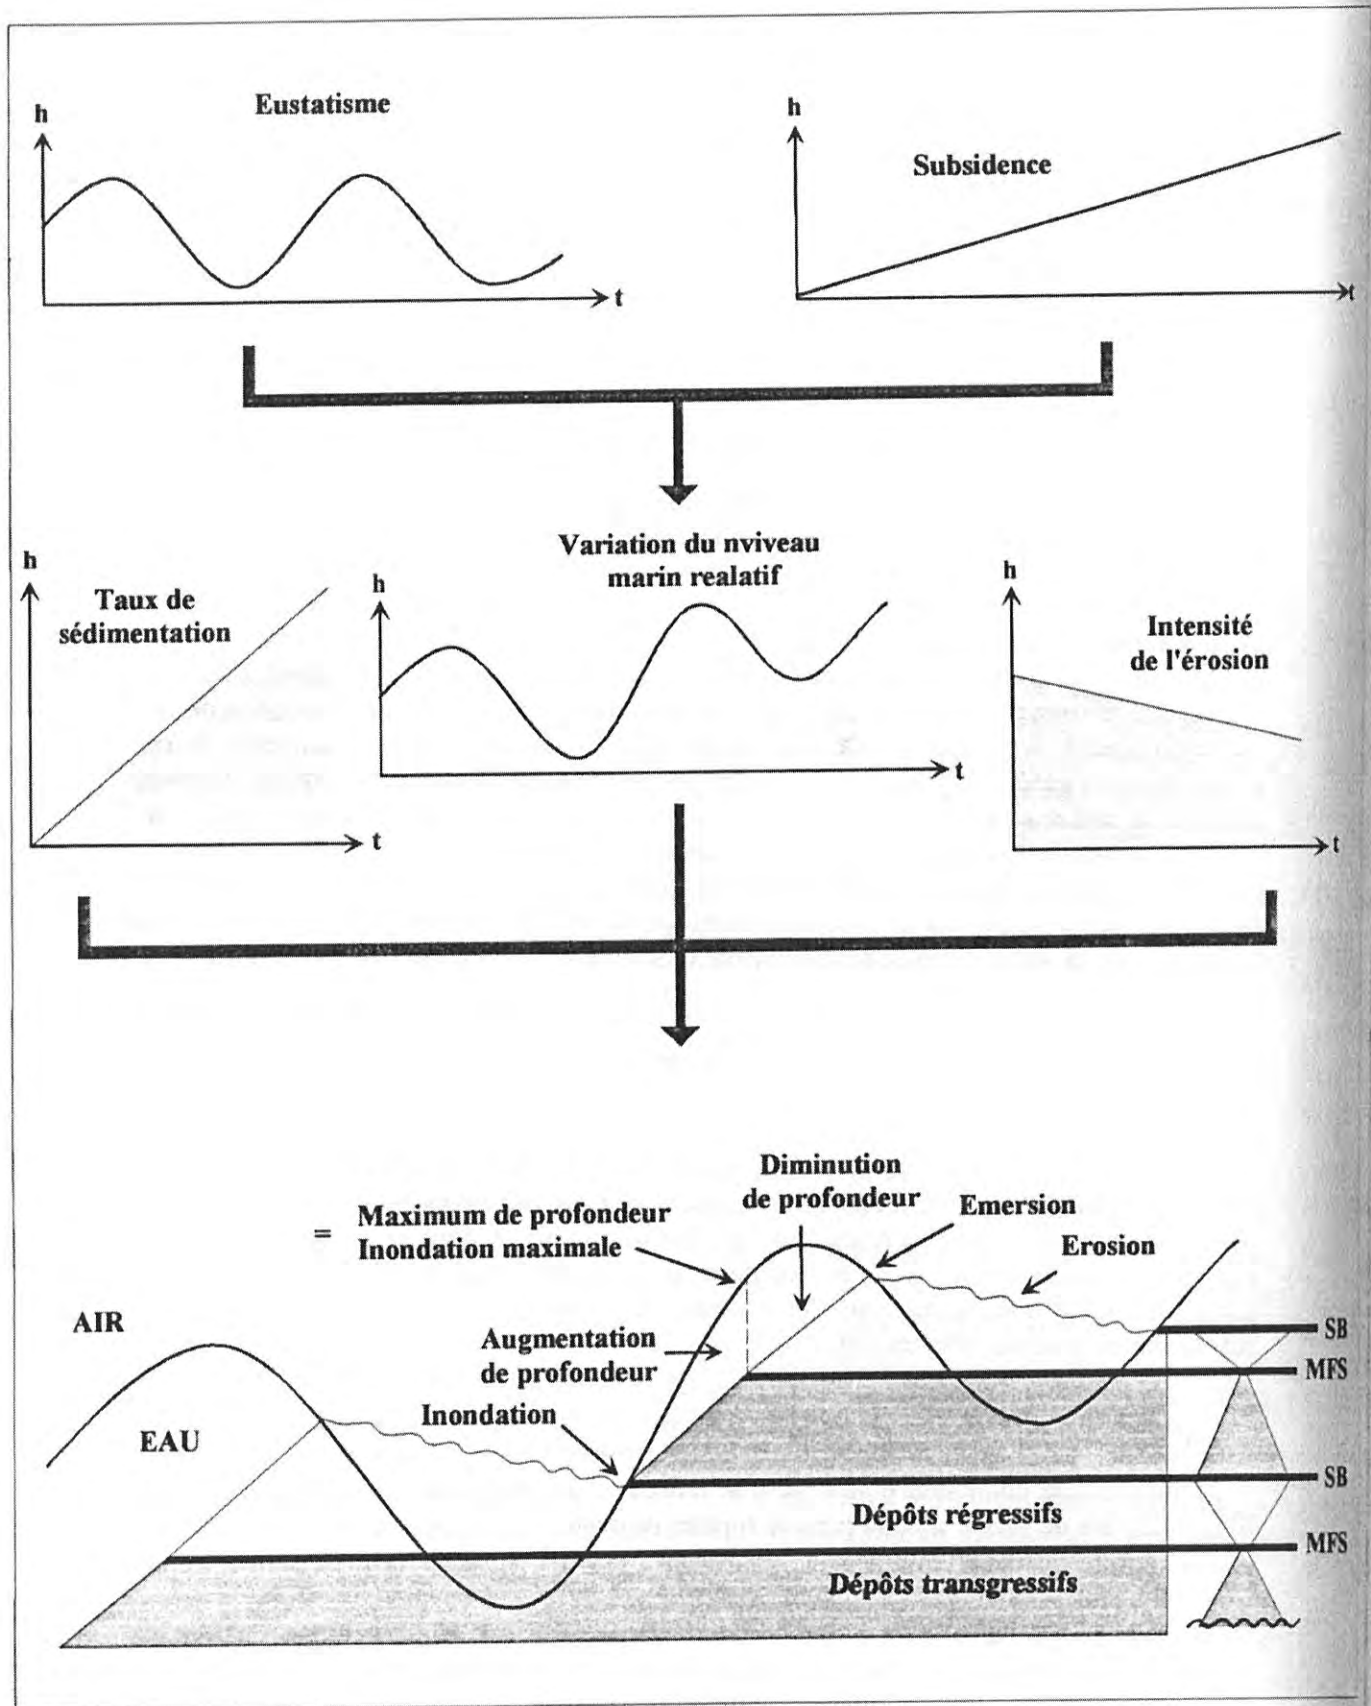 Eustatisme
h
t
h
Subsidence
t
Variation du nviveau
marin realatif
h
Taux de
sédimentation
t
h
t
h
Intensité
de l'érosion
t
Diminution
de profondeur
= Maximum de profondeur
Inondation maximale
Emersion
Erosion
AIR
Augmentation
de profondeur
SB
MFS
Inondation
EAU
SB
Dépôts régressifs
MFS
Dépôts transgressifs